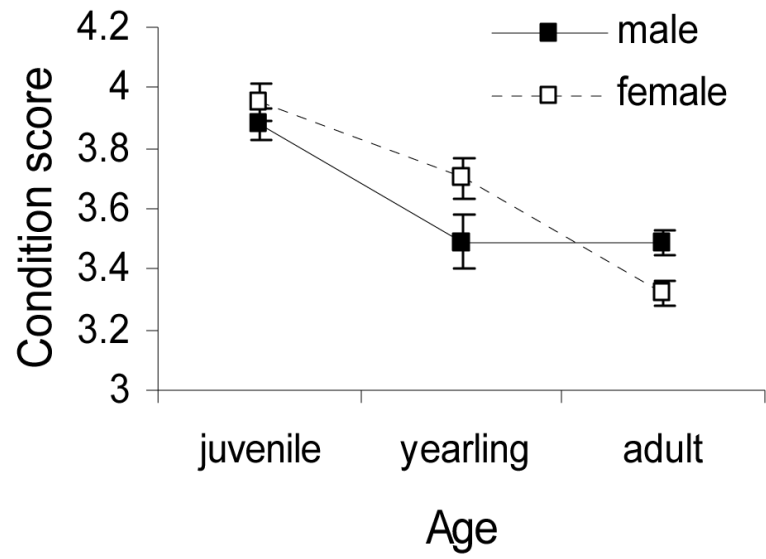 4.2
4
3.8
3.6
3.4
3.2
3
Condition score
male
female
juvenile yearling adult
Age